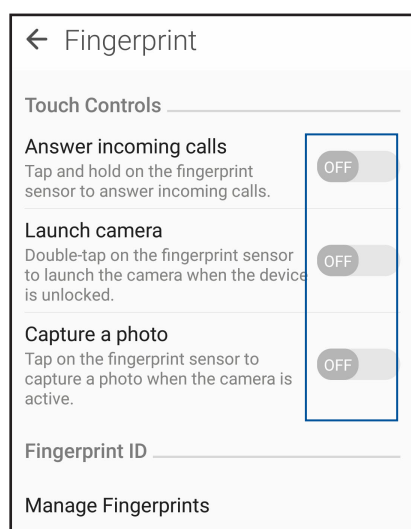 Fingerprint
Touch Controls
Answer incoming calls
Tap and hold on the fingerprint
sensor to answer incoming calls.
OFF
Launch camera
Double-tap on the fingerprint sensor
to launch the camera when the device
is unlocked.
OFF
Capture a photo
Tap on the fingerprint sensor to
capture a photo when the camera is
active.
OFF
Fingerprint ID
Manage Fingerprints